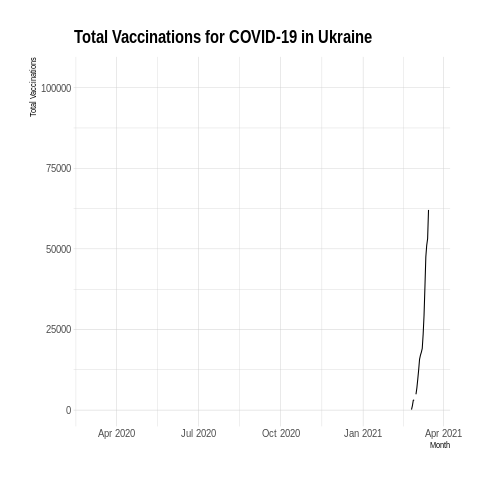 Total Vaccinations for COVID-19 in Ukraine
Total Vaccinations
100000
75000
50000
25000
0
Apr 2020 Jul 2020 Oct 2020 Jan 2021 Apr 2021
Month